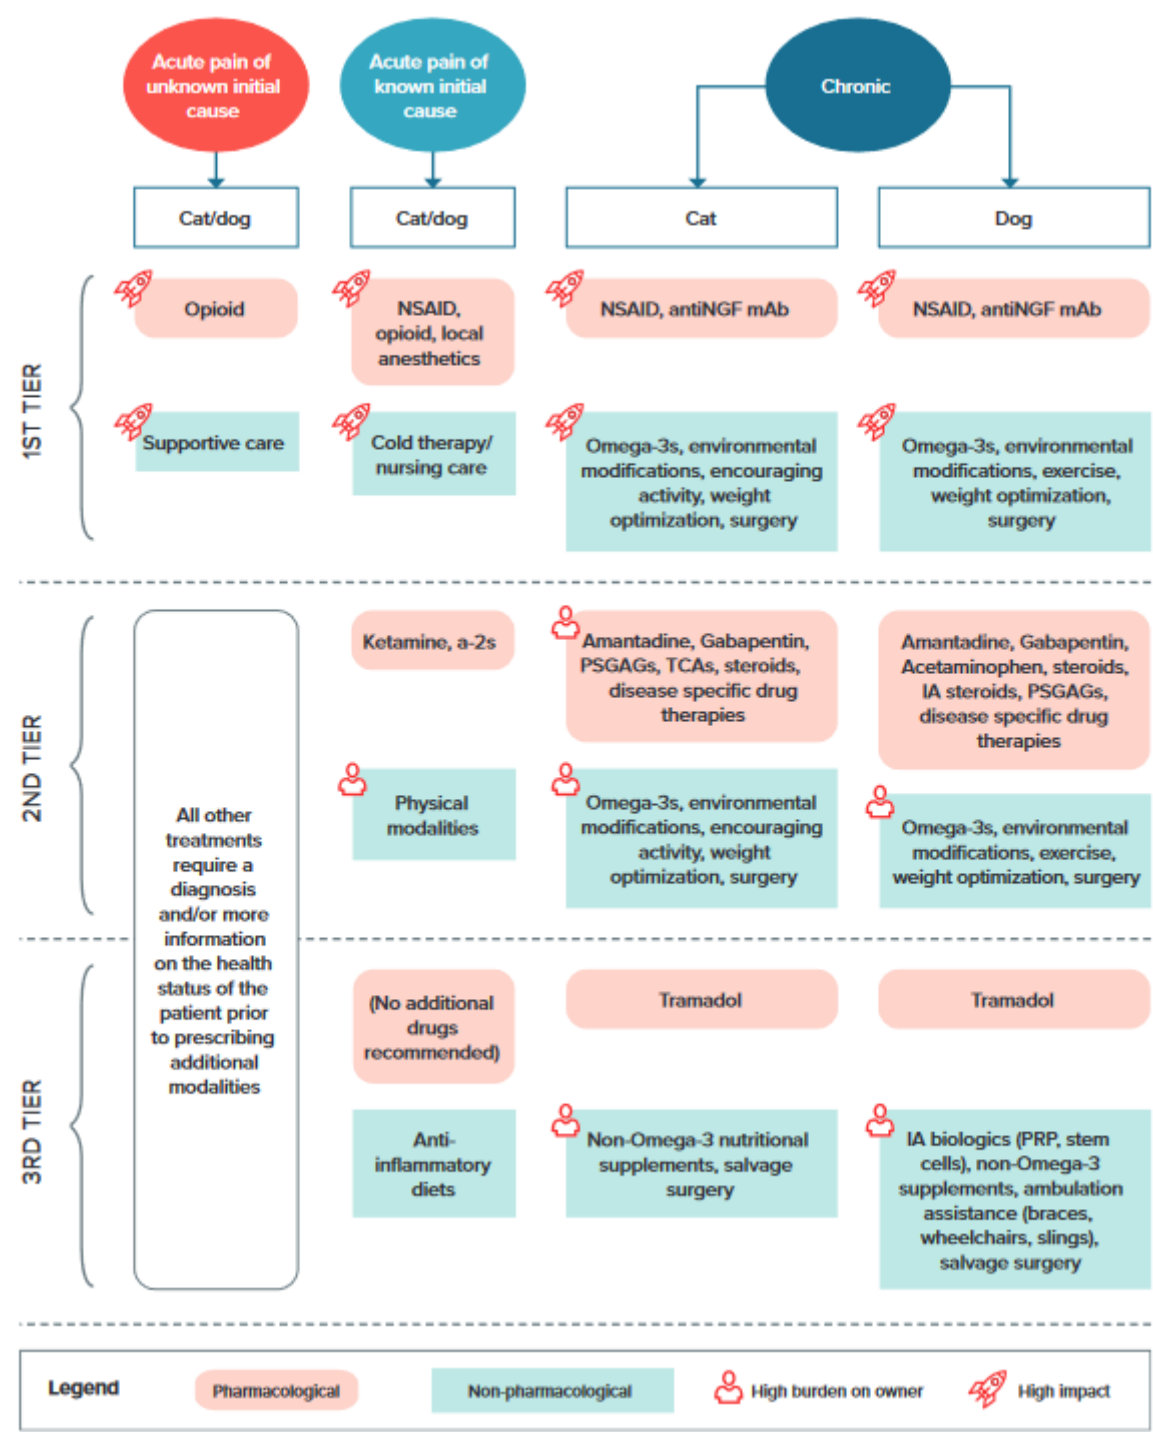 Acute pain of
unknown initial
cause
Acute pain of
known initial
cause
Chronic
Cat/dog
Cat/dog
Cat
Dog
1ST TIER
Opioid
NSAID,
opioid, local
anesthetics
NSAID, antiNGF mAb
NSAID, antiNGF mAb
Supportive care
Cold therapy/
nursing care
Omega-3s, environmental
modifications, encouraging
activity, weight
optimization, surgery
Omega-3s, environmental
modifications, exercise,
weight optimization,
surgery
2ND TIER
All other
treatments
require a
diagnosis
and/or more
information
on the health
status of the
patient prior
to prescribing
additional
modalities
Ketamine, a-2s
Amantadine, Gabapentin,
PSGAGs, TCAs, steroids,
disease specific drug
therapies
Amantadine, Gabapentin,
Acetaminophen, steroids,
IA steroids, PSGAGs,
disease specific drug
therapies
Physical
modalities
Omega-3s, environmental
modifications, encouraging
activity, weight
optimization, surgery
Omega-3s, environmental
modifications, exercise,
weight optimization, surgery
3RD TIER
(No additional
drugs
recommended)
Tramadol
Tramadol
Anti-
inflammatory
diets
Non-Omega-3 nutritional
supplements, salvage
surgery
IA biologics (PRP, stem
cells), non-Omega-3
supplements, ambulation
assistance (braces,
wheelchairs, slings),
salvage surgery
Legend
Pharmacological
Non-pharmacological
High burden on owner
High impact